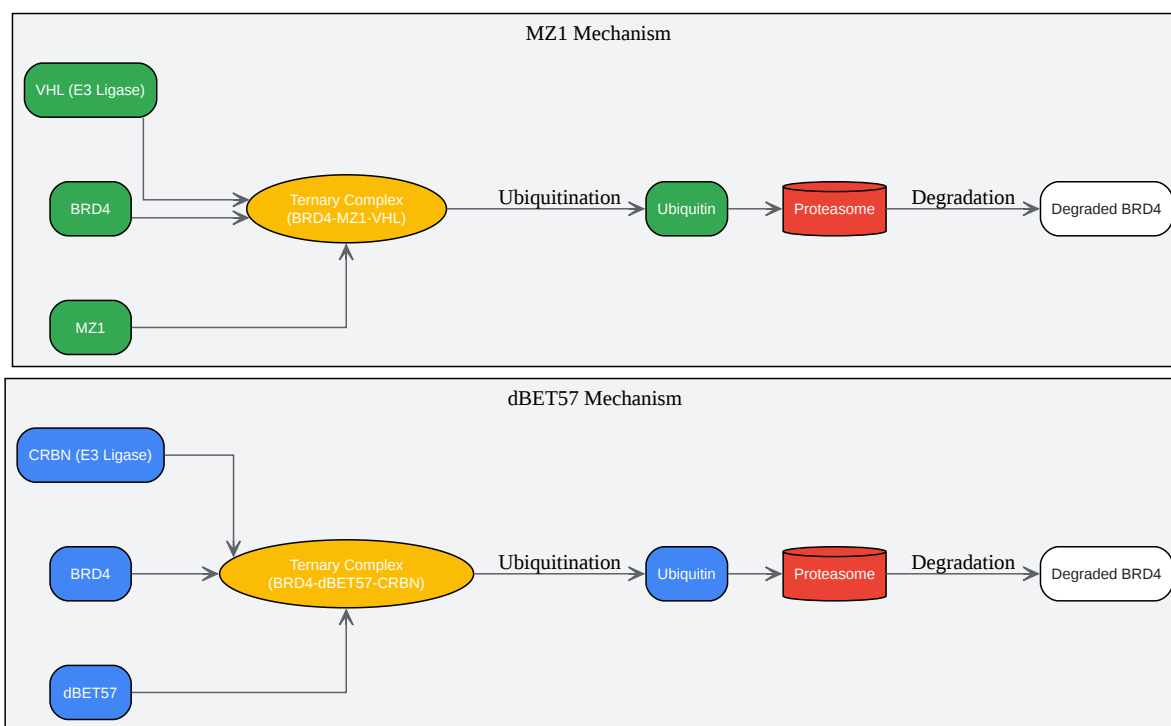 MZ1 Mechanism
VHL (E3 Ligase)
BRD4
MZ1
Ternary Complex
(BRD4-MZ1-VHL)
Ubiquitination
Ubiquitin
Proteasome
Degradation
Degraded BRD4
dBET57 Mechanism
CRBN (E3 Ligase)
BRD4
dBET57
Ternary Complex
(BRD4-dBET57-CRBN)
Ubiquitination
Ubiquitin
Proteasome
Degradation
Degraded BRD4